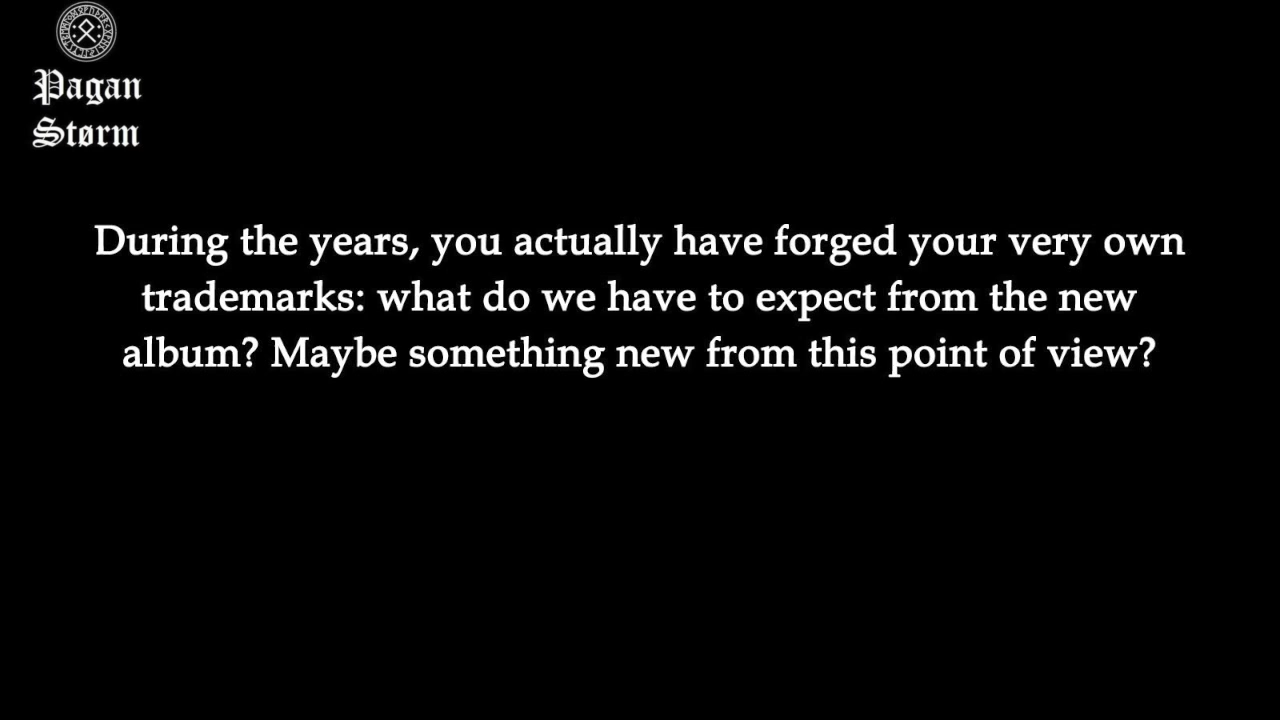 Pagan
Størm
During the years, you actually have forged your very own
trademarks: what do we have to expect from the new
album? Maybe something new from this point of view?